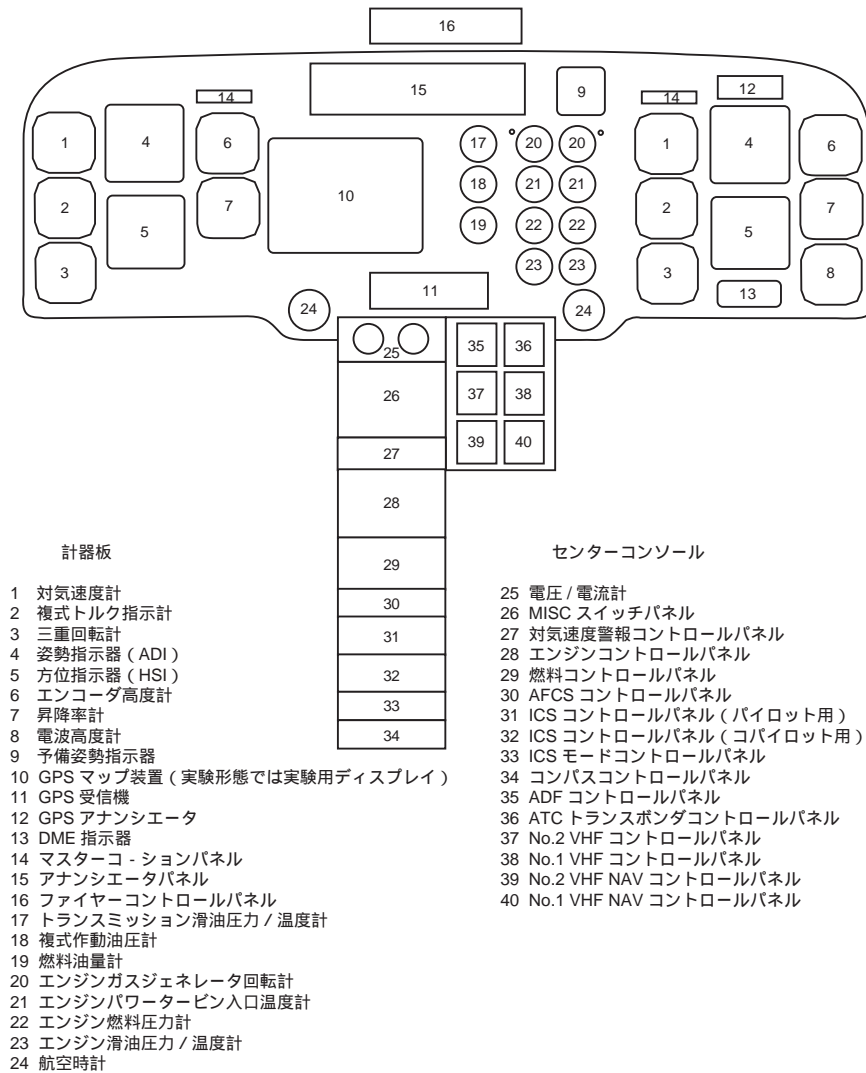 16
15
9
12
14
14
1
4
6
17
20
20
1
4
6
2
5
7
10
18
21
21
2
5
7
19
22
22
3
11
23
23
3
13
8
24
24
25
35
36
26
37
38
27
39
40
28
29
30
31
32
33
34
計器板
1 対気速度計
2 複式トルク指示計
3 三重回転計
4 姿勢指示器(ADI)
5 方位指示器(HSI)
6 エンコーダ高度計
7 昇降率計
8 電波高度計
9 予備姿勢指示器
10 GPS マップ装置(実験形態では実験用ディスプレイ)
11 GPS 受信機
12 GPS アナンシエータ
13 DME 指示器
14 マスターコ - ションパネル
15 アナンシエータパネル
16 ファイヤーコントロールパネル
17 トランスミッション滑油圧力 / 温度計
18 複式作動油圧計
19 燃料油量計
20 エンジンガスジェネレータ回転計
21 エンジンパワータービン入口温度計
22 エンジン燃料圧力計
23 エンジン滑油圧力 / 温度計
24 航空時計
センターコンソール
25 電圧 / 電流計
26 MISC スイッチパネル
27 対気速度警報コントロールパネル
28 エンジンコントロールパネル
29 燃料コントロールパネル
30 AFCS コントロールパネル
31 ICS コントロールパネル(パイロット用)
32 ICS コントロールパネル(コパイロット用)
33 ICS モードコントロールパネル
34 コンパスコントロールパネル
35 ADF コントロールパネル
36 ATC トランスポンダコントロールパネル
37 No.2 VHF コントロールパネル
38 No.1 VHF コントロールパネル
39 No.2 VHF NAV コントロールパネル
40 No.1 VHF NAV コントロールパネル